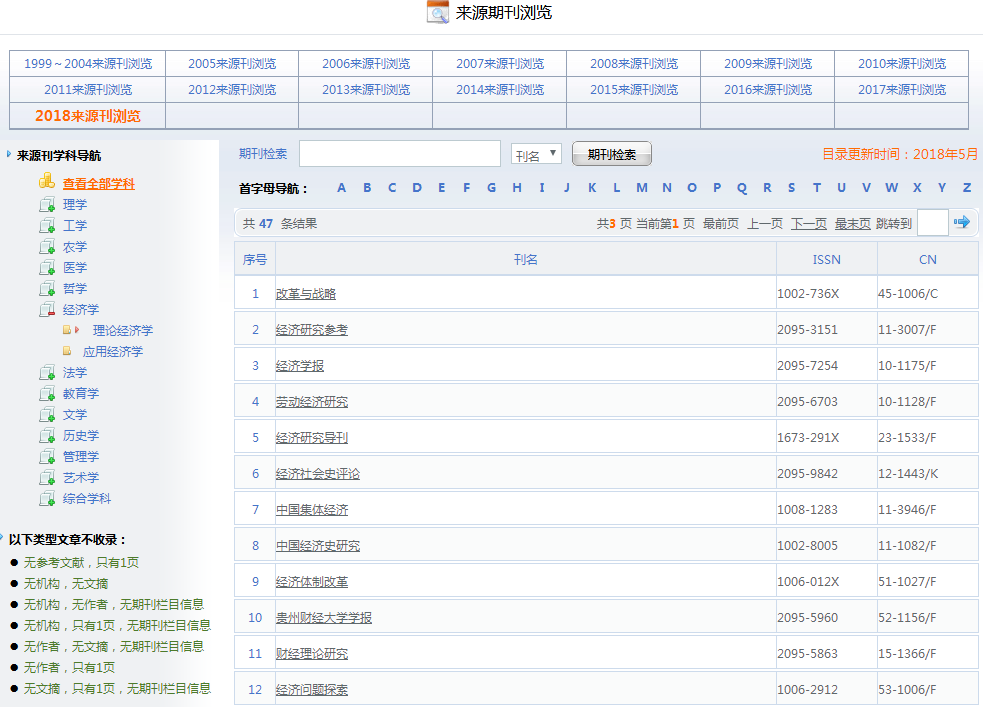 来源期刊浏览
1999～2004来源刊浏览 2005来源刊浏览 2006来源刊浏览 2007来源刊浏览 2008来源刊浏览 2009来源刊浏览 2010来源刊浏览
2011来源刊浏览 2012来源刊浏览 2013来源刊浏览 2014来源刊浏览 2015来源刊浏览 2016来源刊浏览 2017来源刊浏览
2018来源刊浏览
来源刊学科导航
查看全部学科
理学
工学
农学
医学
哲学
经济学
理论经济学
应用经济学
法学
教育学
文学
历史学
管理学
艺术学
综合学科
以下类型文章不收录：
无参考文献，只有1页
无机构，无文摘
无机构，无作者，无期刊栏目信息
无机构，只有1页，无期刊栏目信息
无作者，无文摘，无期刊栏目信息
无作者，只有1页
无文摘，只有1页，无期刊栏目信息
期刊检索 刊名 期刊检索 目录更新时间：2018年5月
首字母导航： A B C D E F G H I J K L M N O P Q R S T U V W X Y Z
共 47 条结果 共3 页 当前第1 页 最前页 上一页 下一页 最末页 跳转到
序号 刊名 ISSN CN
1 改革与战略 1002-736X 45-1006/C
2 经济研究参考 2095-3151 11-3007/F
3 经济学报 2095-7254 10-1175/F
4 劳动经济研究 2095-6703 10-1128/F
5 经济研究导刊 1673-291X 23-1533/F
6 经济社会史评论 2095-9842 12-1443/K
7 中国集体经济 1008-1283 11-3946/F
8 中国经济史研究 1002-8005 11-1082/F
9 经济体制改革 1006-012X 51-1027/F
10 贵州财经大学学报 2095-5960 52-1156/F
11 财经理论研究 2095-5863 15-1366/F
12 经济问题探索 1006-2912 53-1006/F